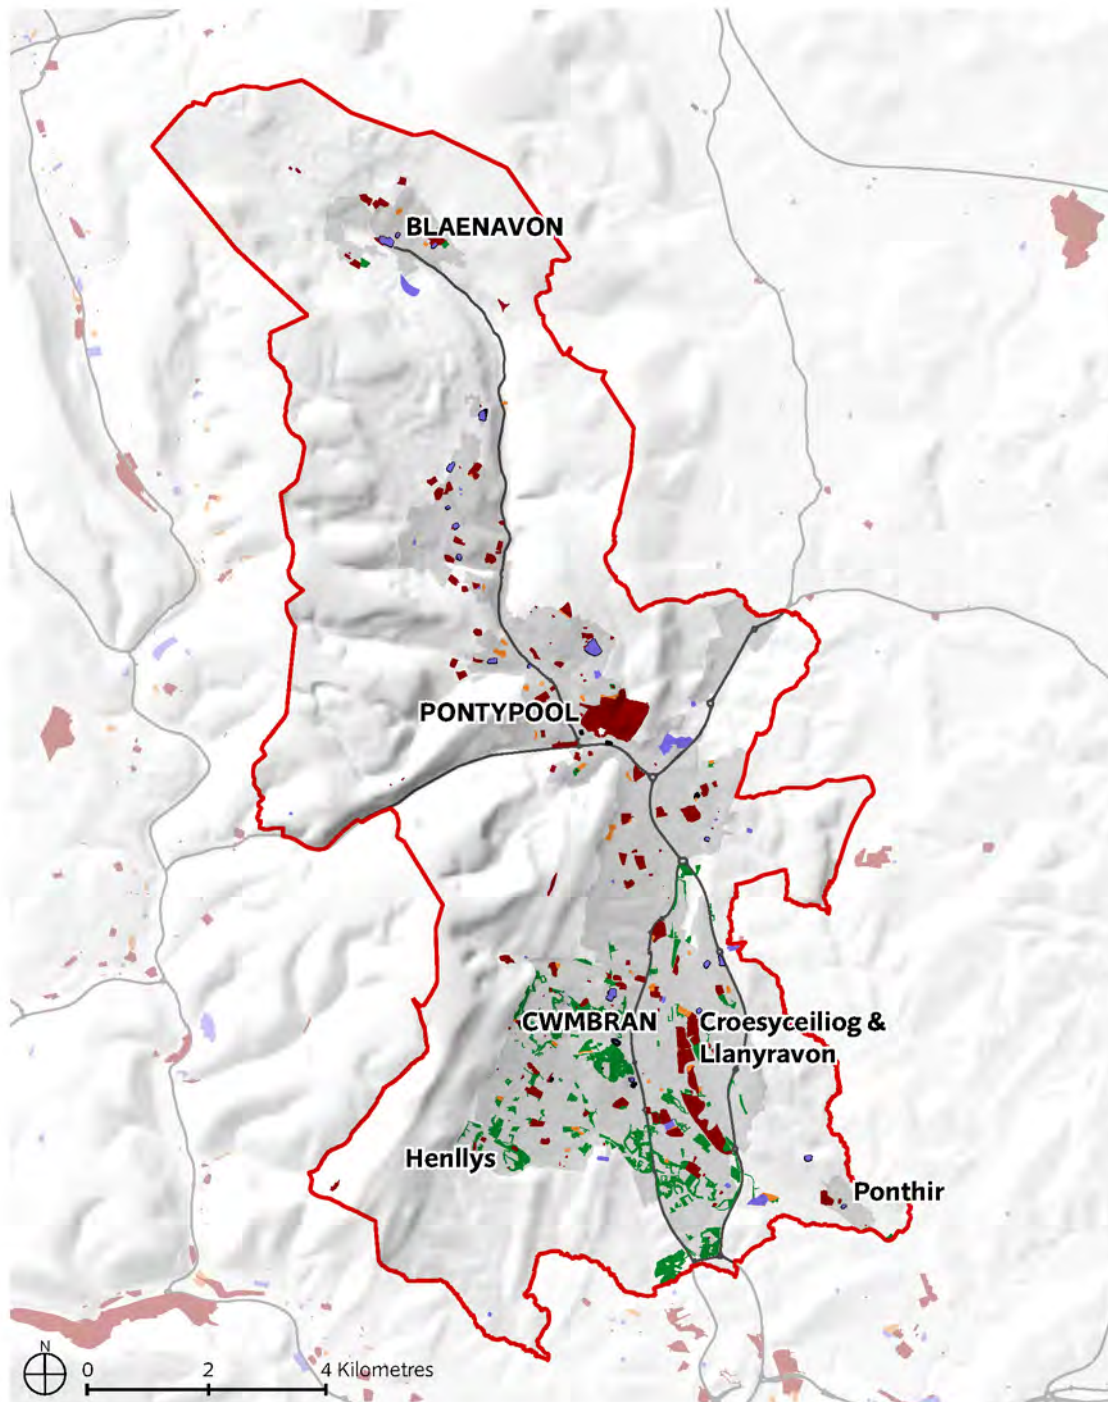 BLAENAVON
PONTYPOOL
CWMBRAN
Croesyceiliog &
Llanyravon
Henllys
Ponthir
N
0 2 4 Kilometres